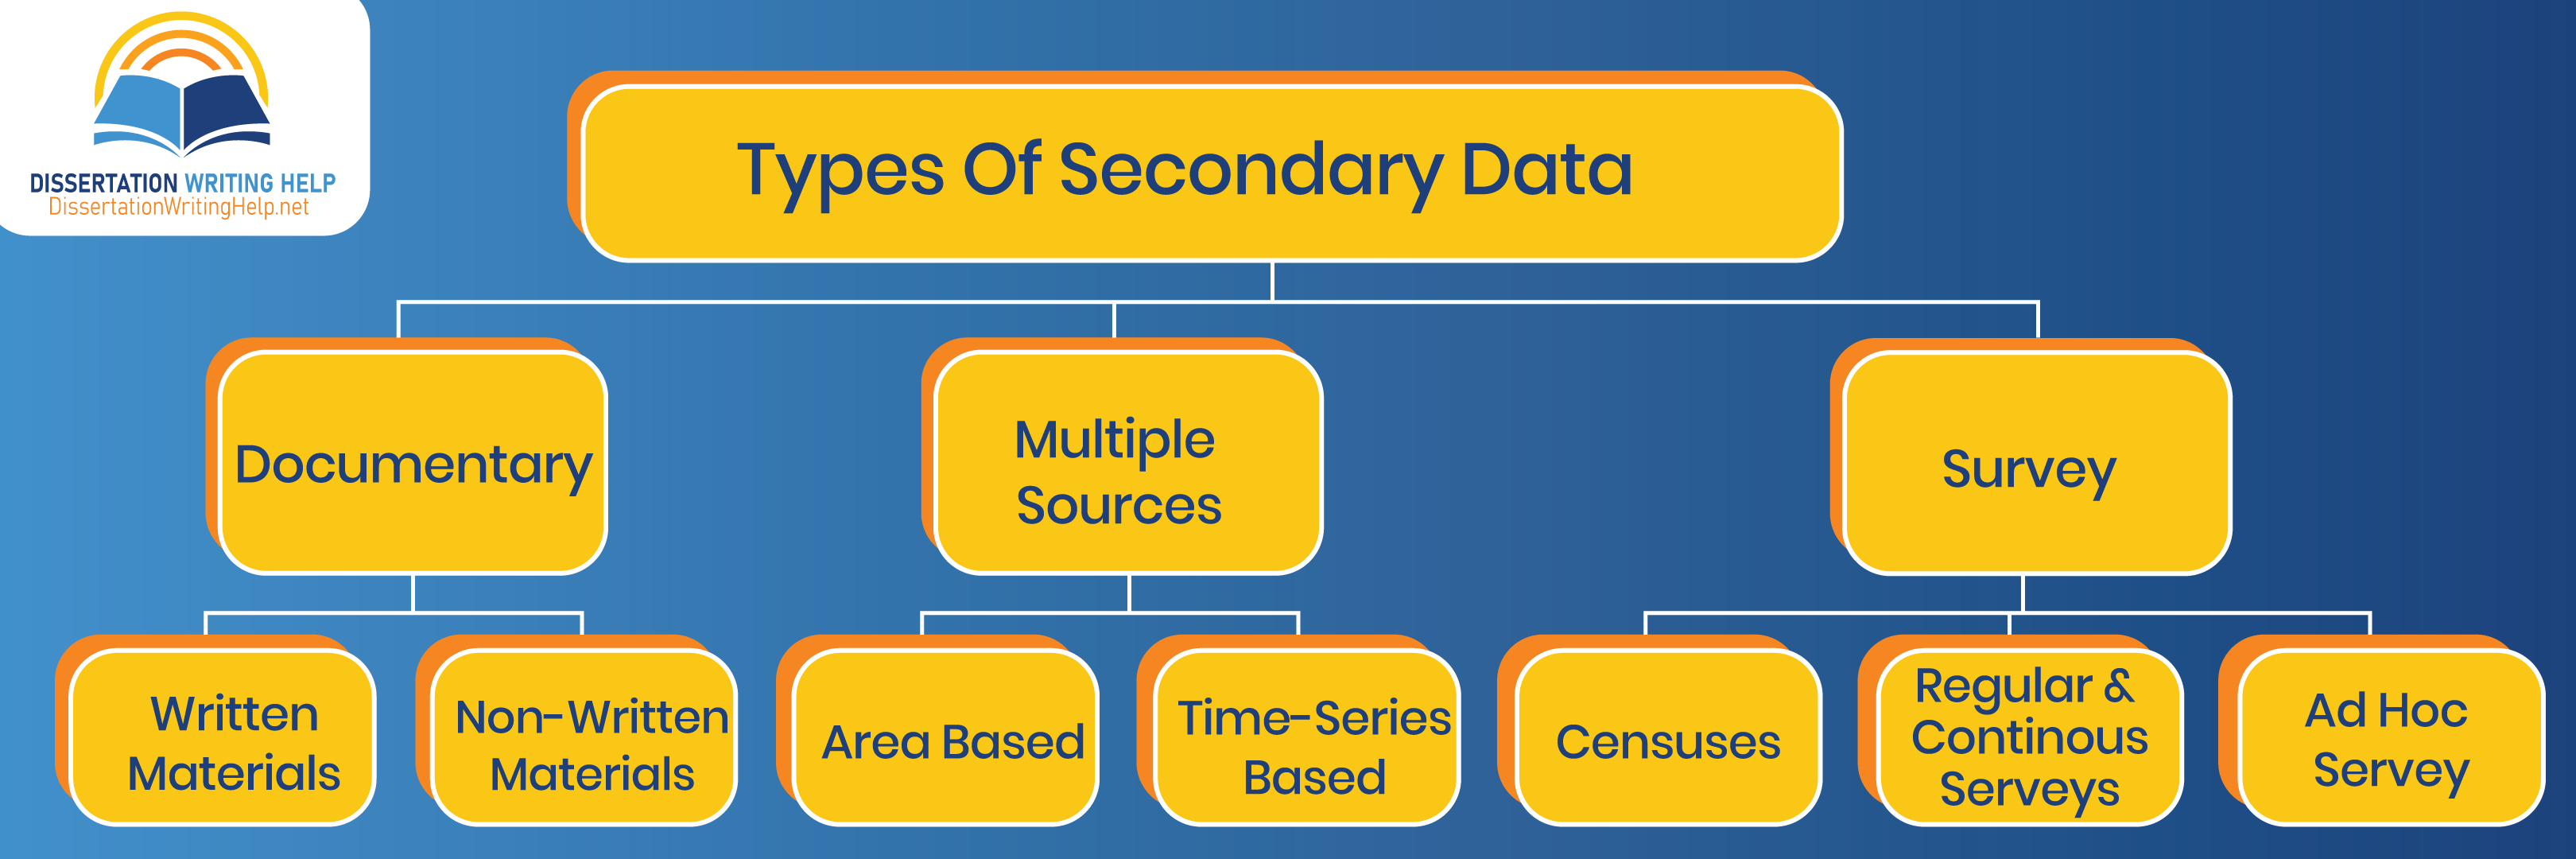 DISSERTATION WRITING HELP
DissertationWritingHelp.net
Types Of Secondary Data
Documentary
Multiple
Sources
Survey
Written
Materials
Non-Written
Materials
Area Based
Time-Series
Based
Censuses
Regular &
Continous
Serveys
Ad Hoc
Servey